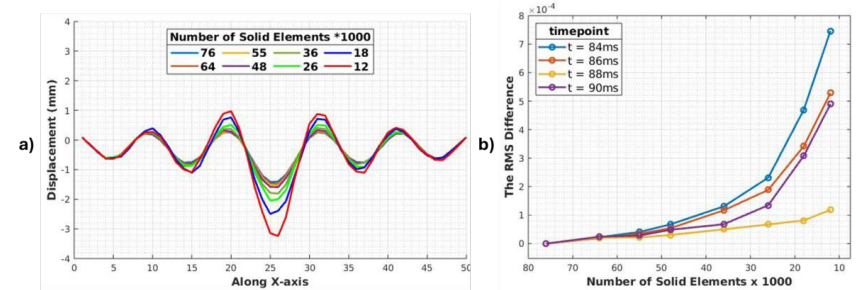 a)
Displacement (mm)
4
3
2
1
0
-1
-2
-3
-4
Number of Solid Elements *1000
76 55 36 18
64 48 26 12
0 5 10 15 20 25 30 35 40 45 50
Along X-axis
b)
The RMS Difference
8 ×10⁻⁴
7
6
5
4
3
2
1
0
timepoint
t = 84ms
t = 86ms
t = 88ms
t = 90ms
80 70 60 50 40 30 20 10
Number of Solid Elements x 1000